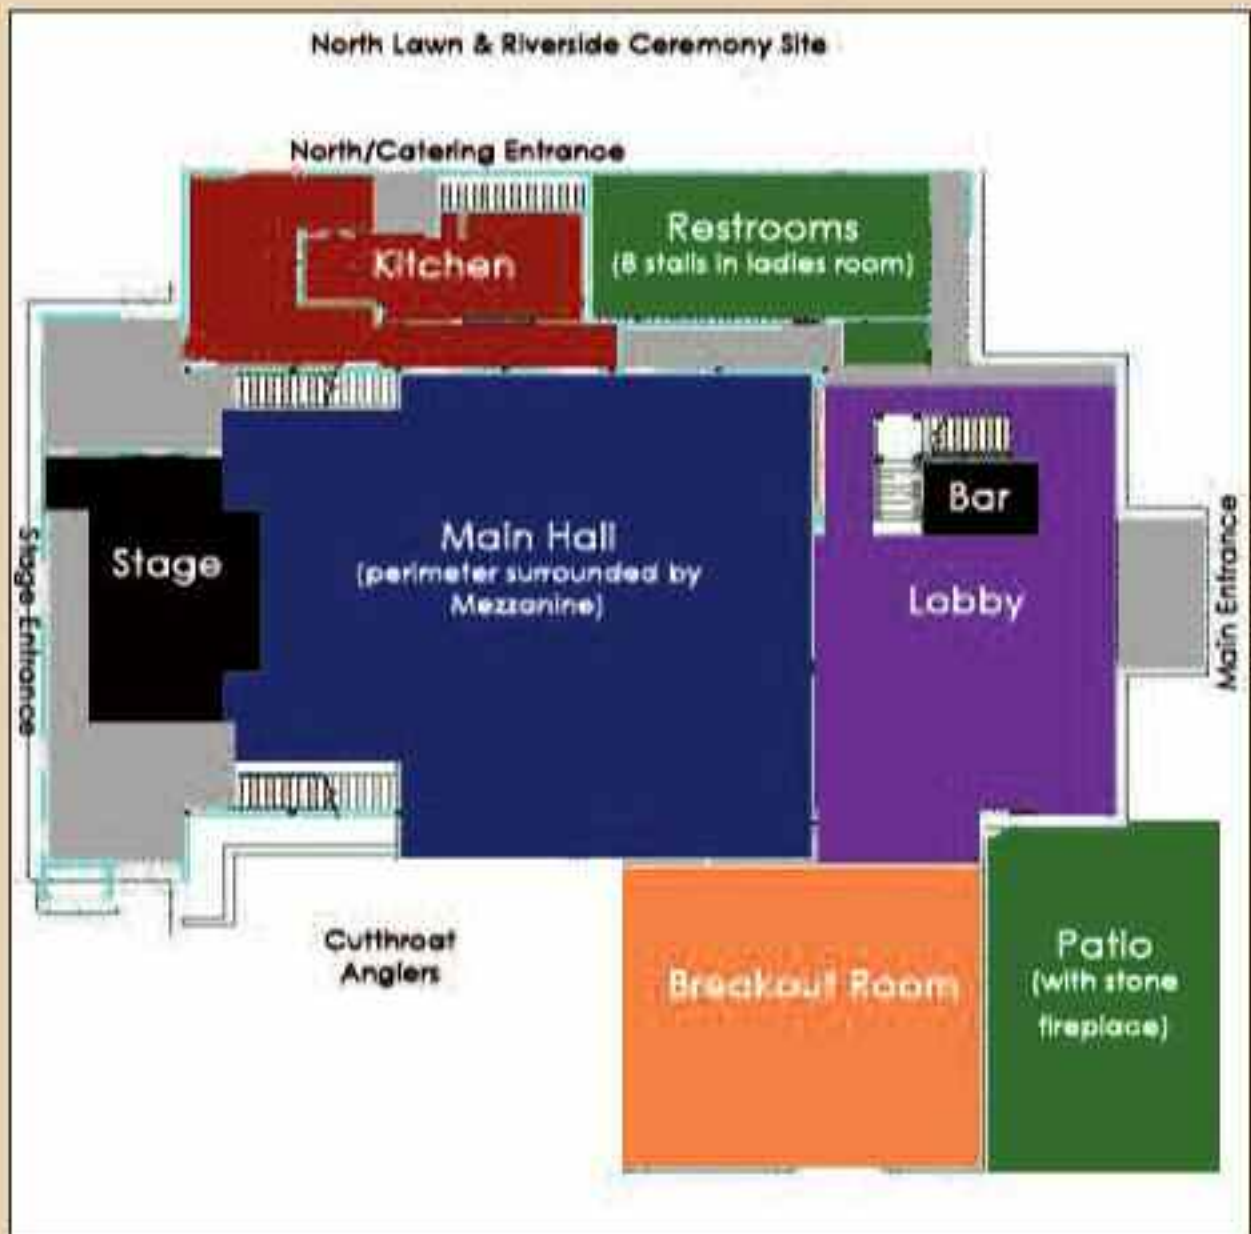 North Lawn & Riverside Ceremony Site
North/Catering Entrance
Restrooms
(8 stalls in ladies room)
Kitchen
Bar
Main Hall
(perimeter surrounded by
Mezzanine)
Stage
Stage Entrance
Lobby
Main Entrance
Cutthroat
Anglers
Breakout Room
Patio
(with stone
fireplace)